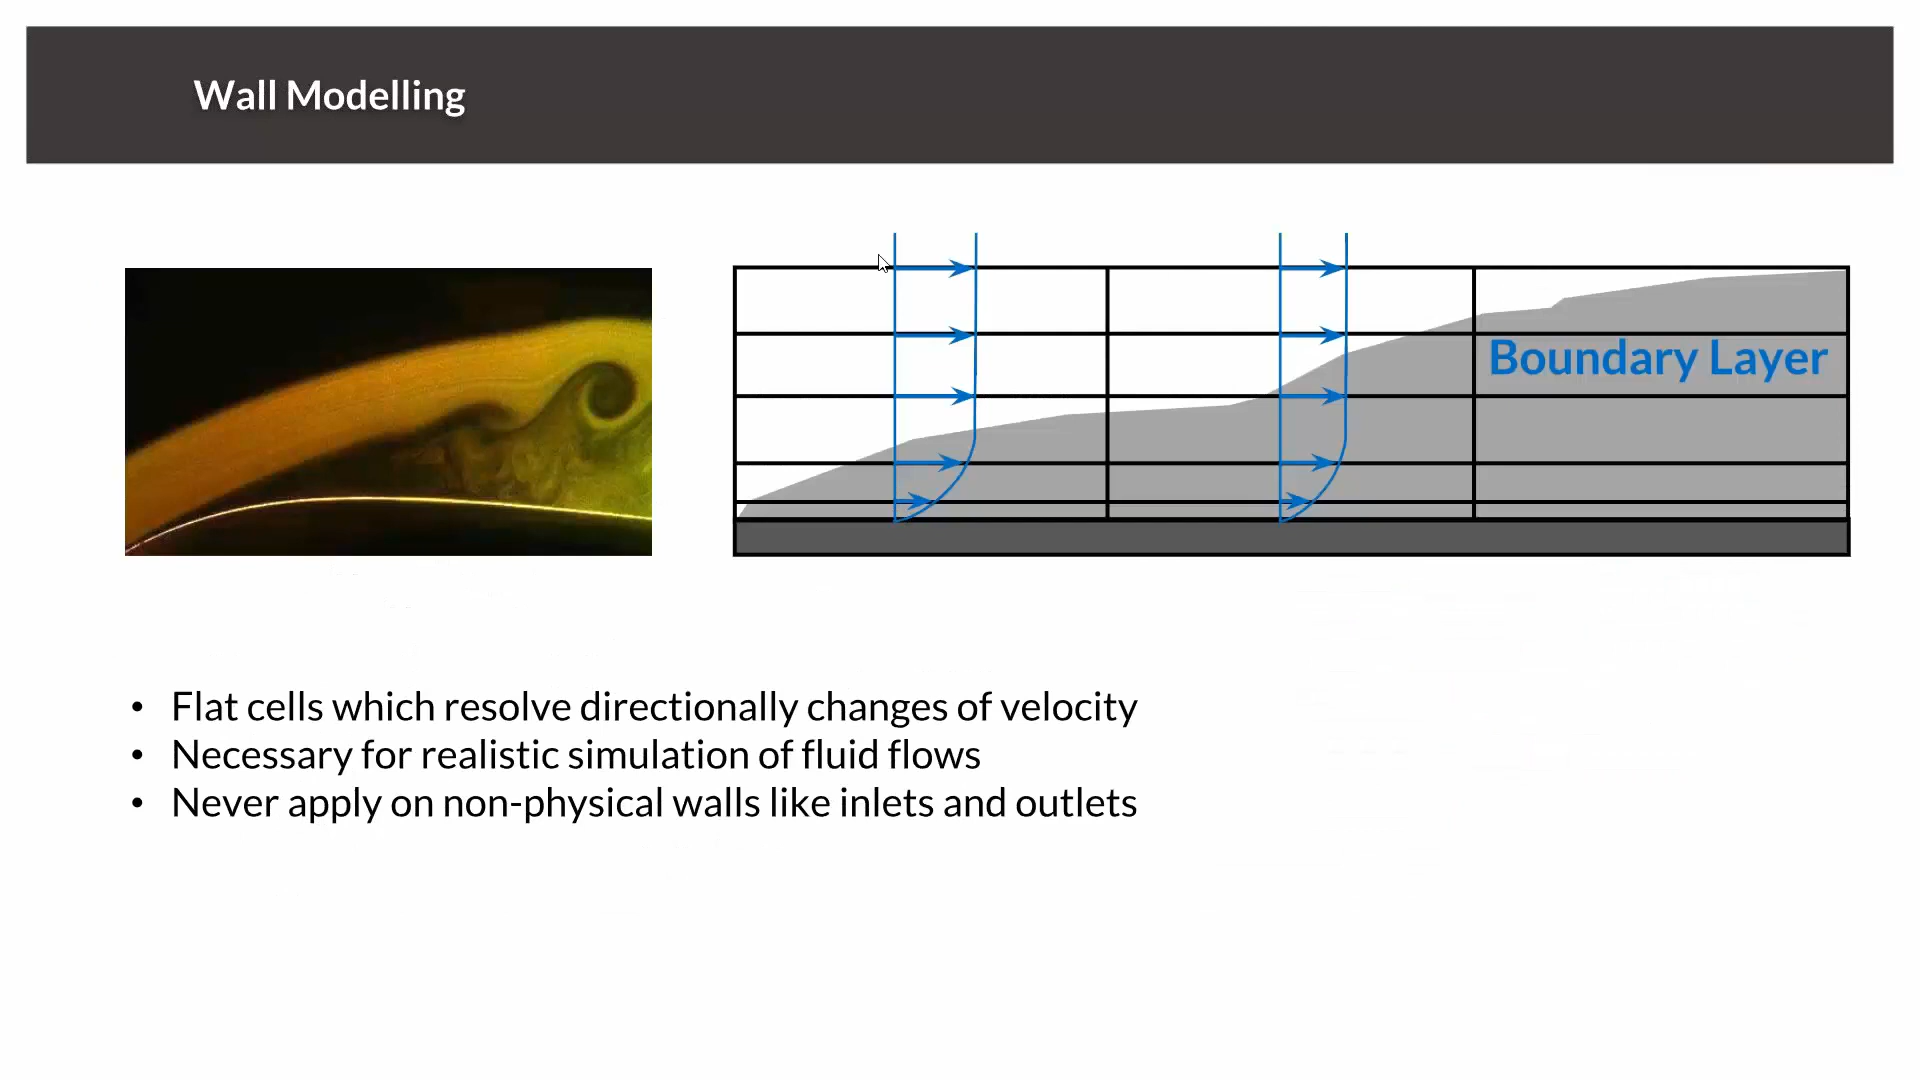 Wall Modelling
Boundary Layer
• Flat cells which resolve directionally changes of velocity
• Necessary for realistic simulation of fluid flows
• Never apply on non-physical walls like inlets and outlets